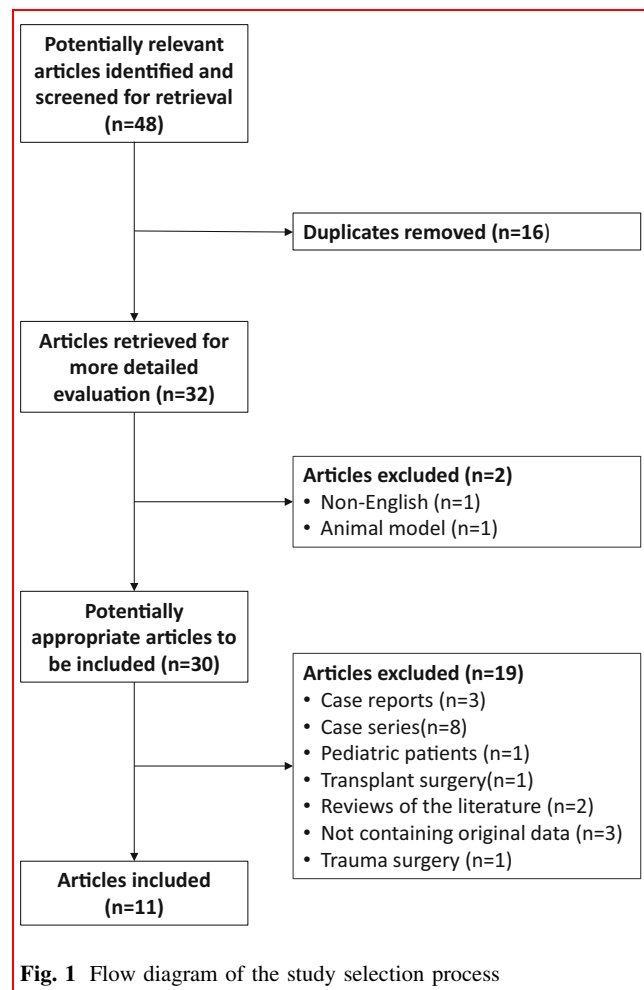 Potentially relevant
articles identified and
screened for retrieval
(n=48)
Duplicates removed (n=16)
Articles retrieved for
more detailed
evaluation (n=32)
Articles excluded (n=2)
• Non-English (n=1)
• Animal model (n=1)
Potentially
appropriate articles to
be included (n=30)
Articles excluded (n=19)
• Case reports (n=3)
• Case series(n=8)
• Pediatric patients (n=1)
• Transplant surgery(n=1)
• Reviews of the literature (n=2)
• Not containing original data (n=3)
• Trauma surgery (n=1)
Articles included
(n=11)
Fig. 1 Flow diagram of the study selection process